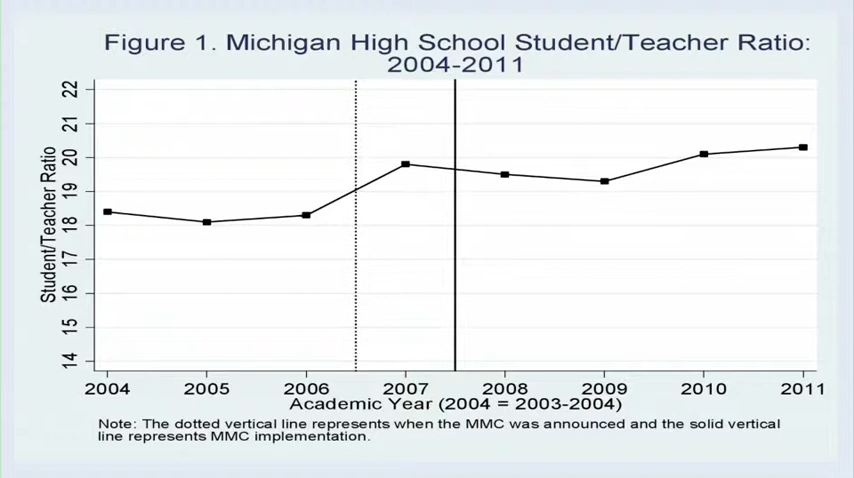 Figure 1. Michigan High School Student/Teacher Ratio:
2004-2011
22
21
20
19
18
17
16
15
14
Student/Teacher Ratio
2004 2005 2006 2007 2008 2009 2010 2011
Academic Year (2004 = 2003-2004)
Note: The dotted vertical line represents when the MMC was announced and the solid vertical
line represents MMC implementation.